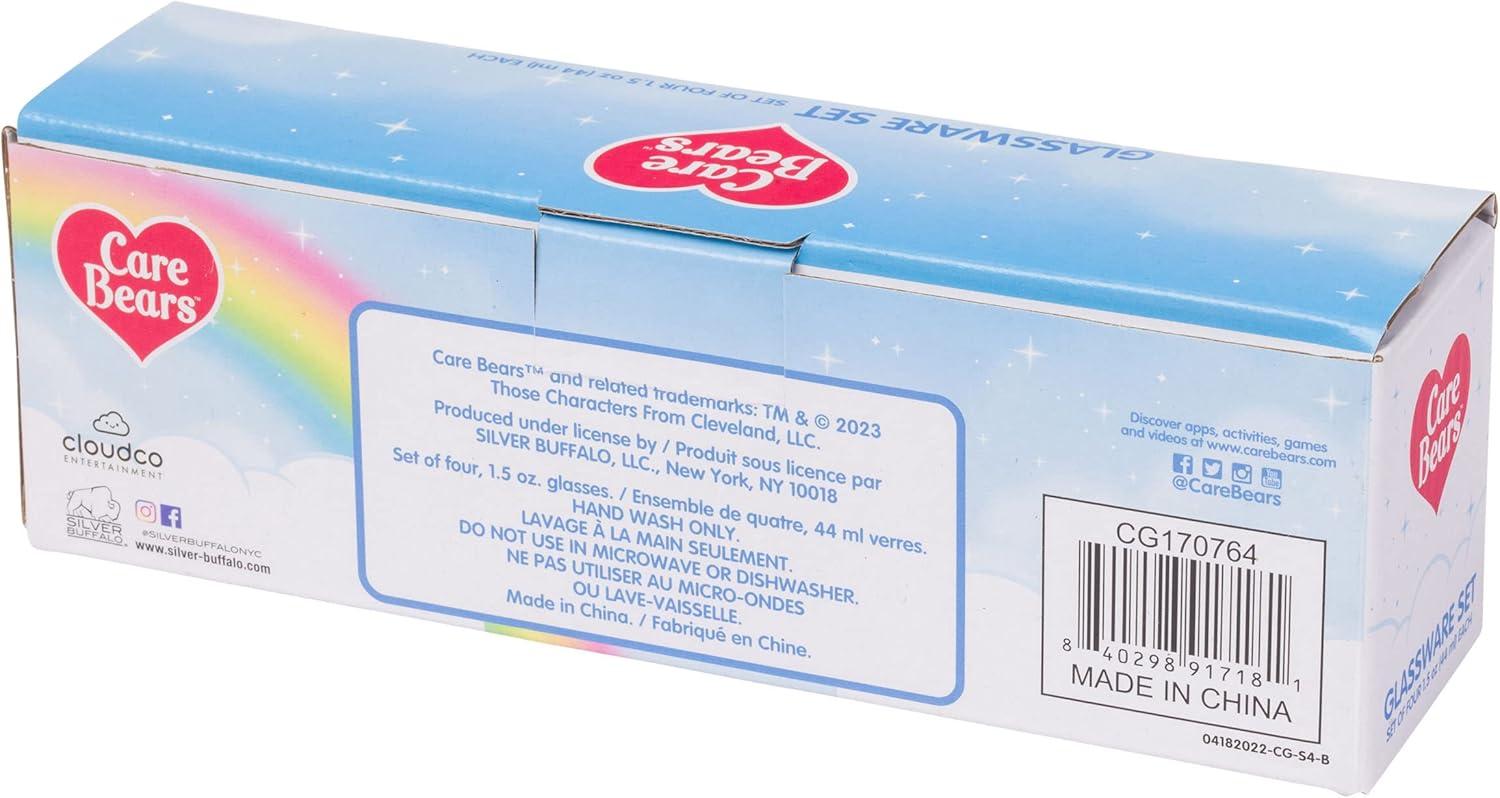 SET OF FOUR 1.5 oz (44 ml) EACH
GLASSWARE SET
Care
Bears™
Care
Bears™
cloudco
ENTERTAINMENT
SILVER
BUFFALO
@SILVERBUFFALONYC
www.silver-buffalo.com
Care Bears™ and related trademarks: TM & © 2023
Those Characters From Cleveland, LLC.
Produced under license by / Produit sous licence par
SILVER BUFFALO, LLC., New York, NY 10018
Set of four, 1.5 oz. glasses. / Ensemble de quatre, 44 ml verres.
HAND WASH ONLY.
LAVAGE À LA MAIN SEULEMENT.
DO NOT USE IN MICROWAVE OR DISHWASHER.
NE PAS UTILISER AU MICRO-ONDES
OU LAVE-VAISSELLE.
Made in China. / Fabriqué en Chine.
Discover apps, activities, games
and videos at www.carebears.com
You
Tube
@CareBears
CG170764
8 40298 91718 1
MADE IN CHINA
04182022-CG-S4-B
Care
Bears™
GLASSWARE SET
SET OF FOUR 1.5 oz (44 ml) EACH